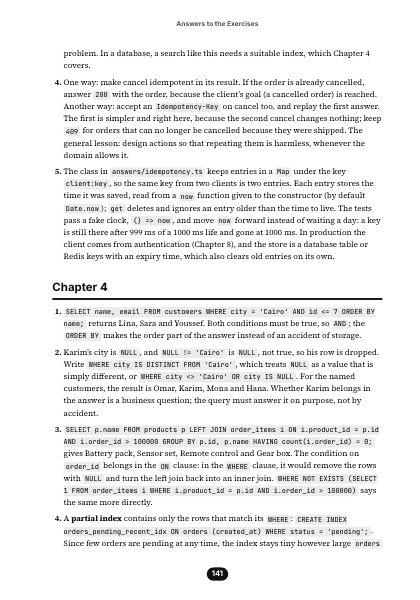 Answers to the Exercises
problem. In a database, a search like this needs a suitable index, which Chapter 4
covers.
4. One way: make cancel idempotent in its result. If the order is already cancelled,
answer 200 with the order, because the client's goal (a cancelled order) is reached.
Another way: accept an Idempotency-Key on cancel too, and replay the first answer.
The first is simpler and right here, because the second cancel changes nothing; keep
409 for orders that can no longer be cancelled because they were shipped. The
general lesson: design actions so that repeating them is harmless, whenever the
domain allows it.
5. The class in answers/idempotency.ts keeps entries in a Map under the key
client:key, so the same key from two clients is two entries. Each entry stores the
time it was saved, read from a now function given to the constructor (by default
Date.now); get deletes and ignores an entry older than the time to live. The tests
pass a fake clock, () => now, and move now forward instead of waiting a day: a key
is still there after 999 ms of a 1000 ms life and gone at 1000 ms. In production the
client comes from authentication (Chapter 8), and the store is a database table or
Redis keys with an expiry time, which also clears old entries on its own.
Chapter 4
1. SELECT name, email FROM customers WHERE city = 'Cairo' AND id <= 7 ORDER BY
name; returns Lina, Sara and Youssef. Both conditions must be true, so AND; the
ORDER BY makes the order part of the answer instead of an accident of storage.
2. Karim's city is NULL, and NULL != 'Cairo' is NULL, not true, so his row is dropped.
Write WHERE city IS DISTINCT FROM 'Cairo', which treats NULL as a value that is
simply different, or WHERE city <> 'Cairo' OR city IS NULL. For the named
customers, the result is Omar, Karim, Mona and Hana. Whether Karim belongs in
the answer is a business question; the query must answer it on purpose, not by
accident.
3. SELECT p.name FROM products p LEFT JOIN order_items i ON i.product_id = p.id
AND i.order_id > 100000 GROUP BY p.id, p.name HAVING count(i.order_id) = 0;
gives Battery pack, Sensor set, Remote control and Gear box. The condition on
order_id belongs in the ON clause: in the WHERE clause, it would remove the rows
with NULL and turn the left join back into an inner join. WHERE NOT EXISTS (SELECT
1 FROM order_items i WHERE i.product_id = p.id AND i.order_id > 100000) says
the same more directly.
4. A partial index contains only the rows that match its WHERE: CREATE INDEX
orders_pending_recent_idx ON orders (created_at) WHERE status = 'pending';.
Since few orders are pending at any time, the index stays tiny however large orders
141